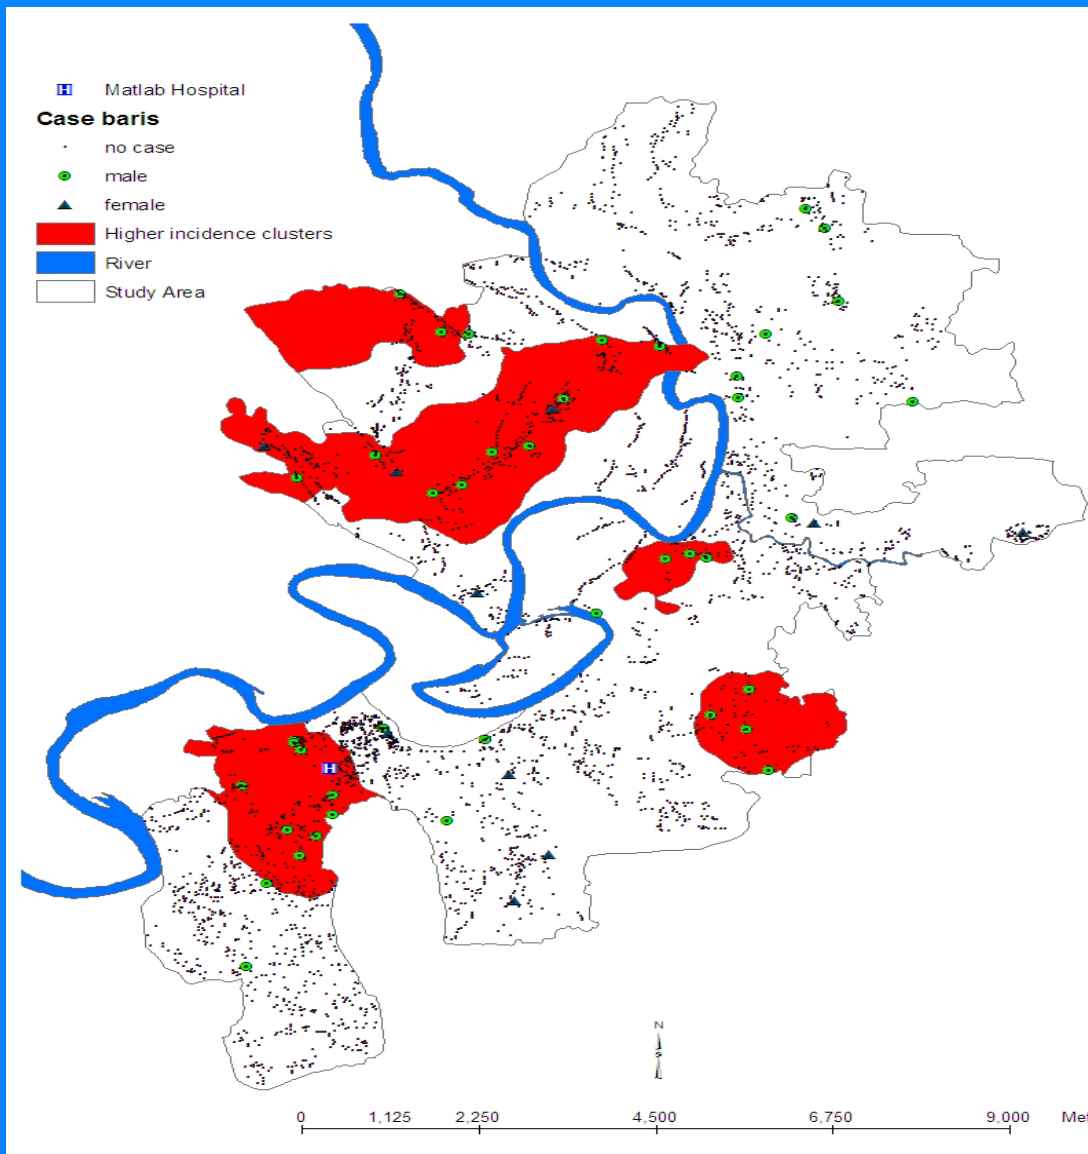 H Matlab Hospital
Case baris
no case
male
female
Higher incidence clusters
River
Study Area
H
N
0 1,125 2,250 4,500 6,750 9,000 Met